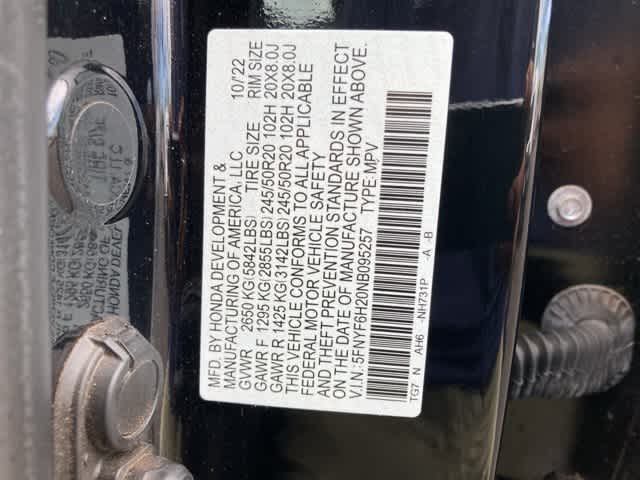 MFD. BY HONDA DEVELOPMENT &
MANUFACTURING OF AMERICA, LLC 10/22
GVWR 2650 KG(5842LBS) TIRE SIZE RIM SIZE
GAWR F 1295 KG(2855LBS) 245/50R20 102H 20X8.0J
GAWR R 1425 KG(3142LBS) 245/50R20 102H 20X8.0J
THIS VEHICLE CONFORMS TO ALL APPLICABLE
FEDERAL MOTOR VEHICLE SAFETY
AND THEFT PREVENTION STANDARDS IN EFFECT
ON THE DATE OF MANUFACTURE SHOWN ABOVE.
V.I.N.: 5FNYF6H20NB095257 TYPE: MPV
TG7 N AH6 -NH731P -A -B